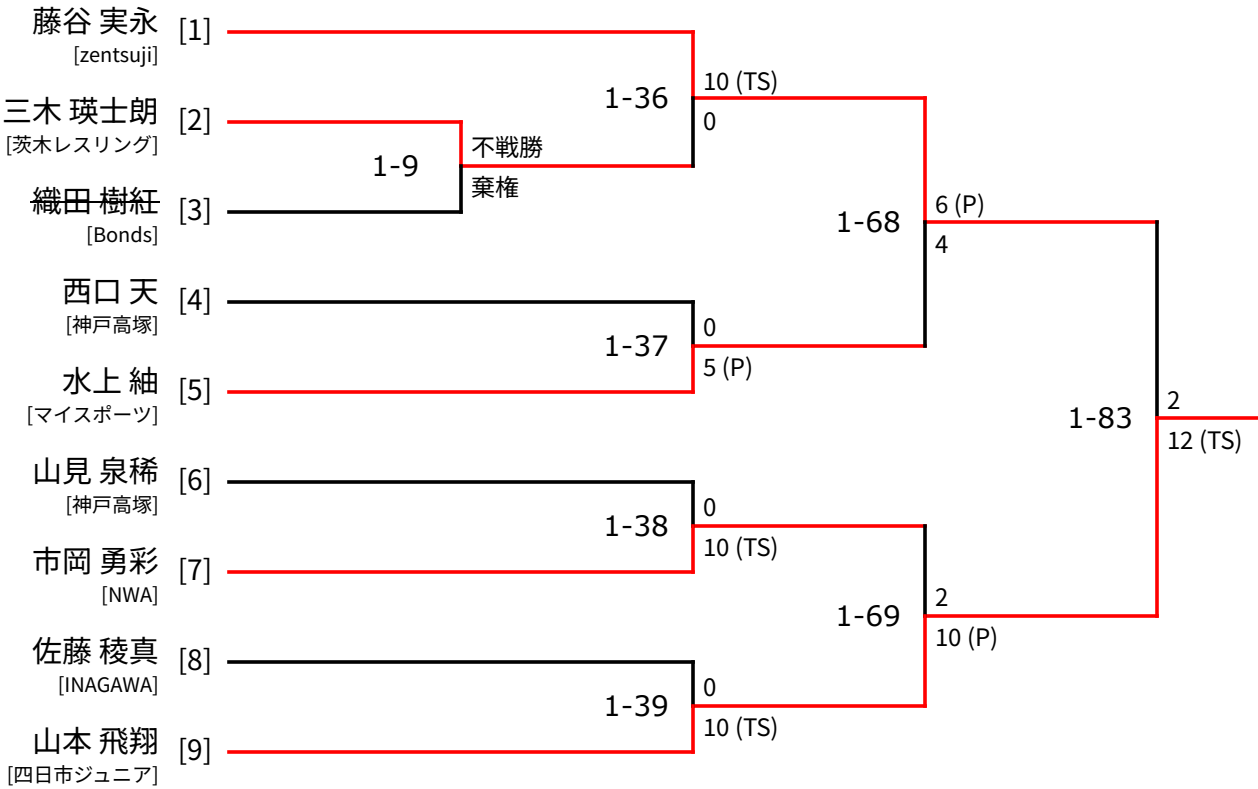 藤谷 実永 [1]
[zentsuji]
10 (TS)
1-36
0
三木 瑛士朗 [2]
[茨木レスリング]
不戦勝
1-9
棄権
織田 樹紅 [3]
[Bonds]
6 (P)
1-68
4
西口 天 [4]
[神戸高塚]
0
1-37
5 (P)
水上 紬 [5]
[マイスポーツ]
2
1-83
12 (TS)
山見 泉稀 [6]
[神戸高塚]
0
1-38
10 (TS)
市岡 勇彩 [7]
[NWA]
2
1-69
10 (P)
佐藤 稜真 [8]
[INAGAWA]
0
1-39
10 (TS)
山本 飛翔 [9]
[四日市ジュニア]